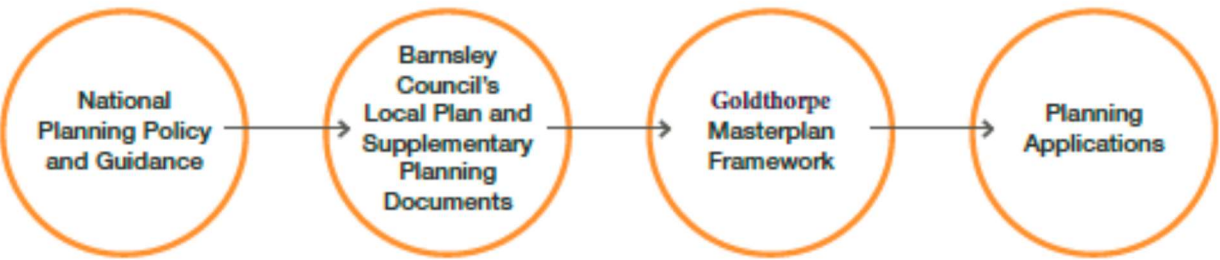 National
Planning Policy
and Guidance
Barnsley
Council's
Local Plan and
Supplementary
Planning
Documents
Goldthorpe
Masterplan
Framework
Planning
Applications